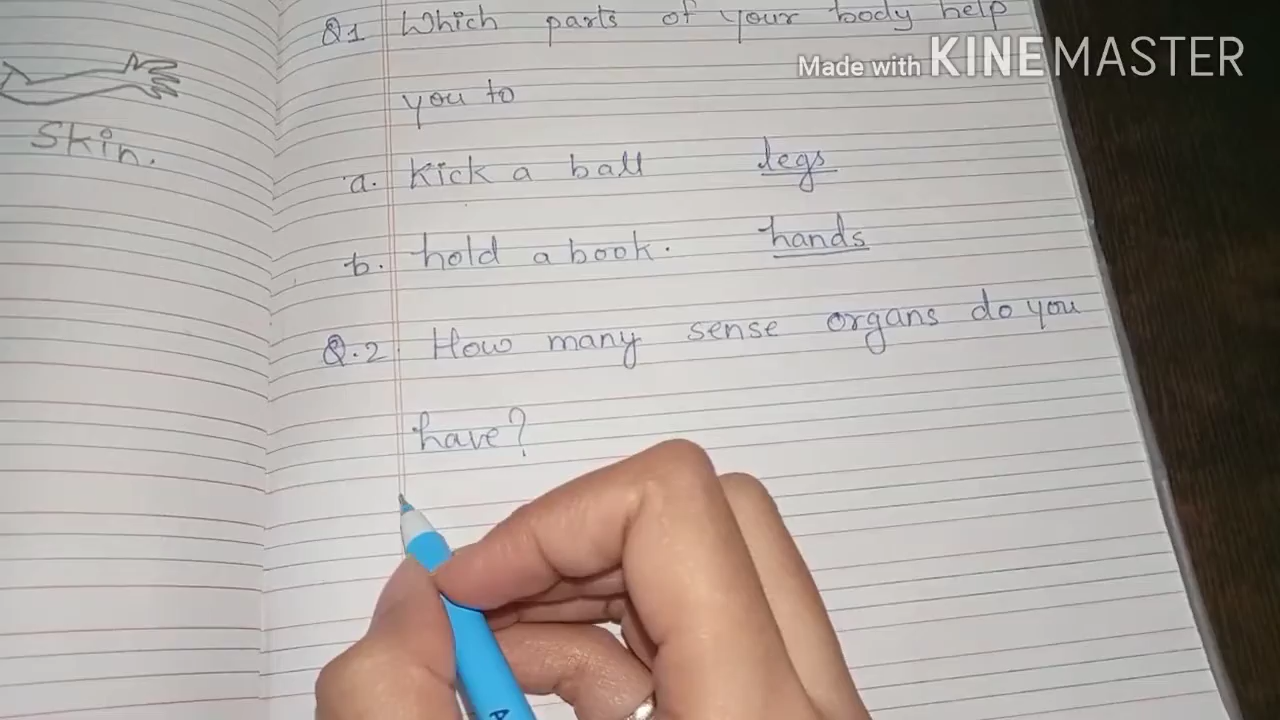 Made with KINEMASTER
Skin.
Q1 Which parts of your body help
you to
a. Kick a ball legs
b. hold a book. hands
Q.2. How many sense organs do you
have?